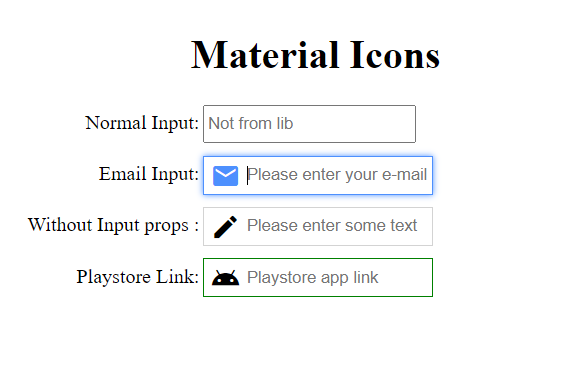 Material Icons
Normal Input: Not from lib
Email Input: Please enter your e-mail
Without Input props : Please enter some text
Playstore Link: Playstore app link